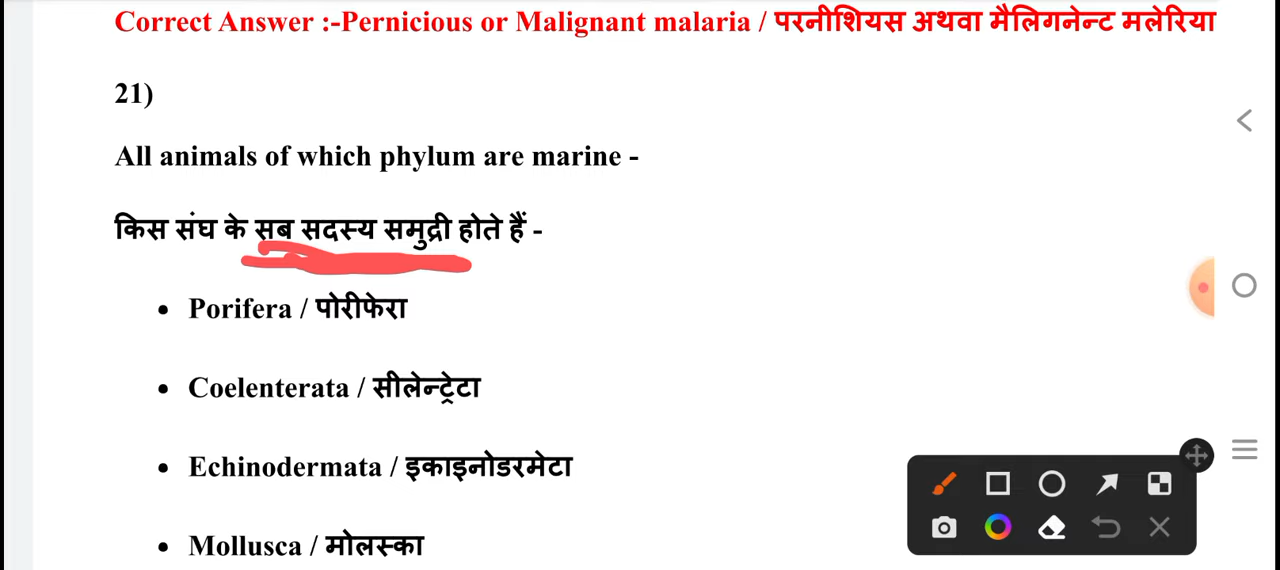 Correct Answer :-Pernicious or Malignant malaria / परनीशियस अथवा मैलिगनेन्ट मलेरिया
21)
All animals of which phylum are marine -
किस संघ के सब सदस्य समुद्री होते हैं -
• Porifera / पोरीफेरा
• Coelenterata / सीलेन्ट्रेटा
• Echinodermata / इकाइनोडरमेटा
• Mollusca / मोलस्का